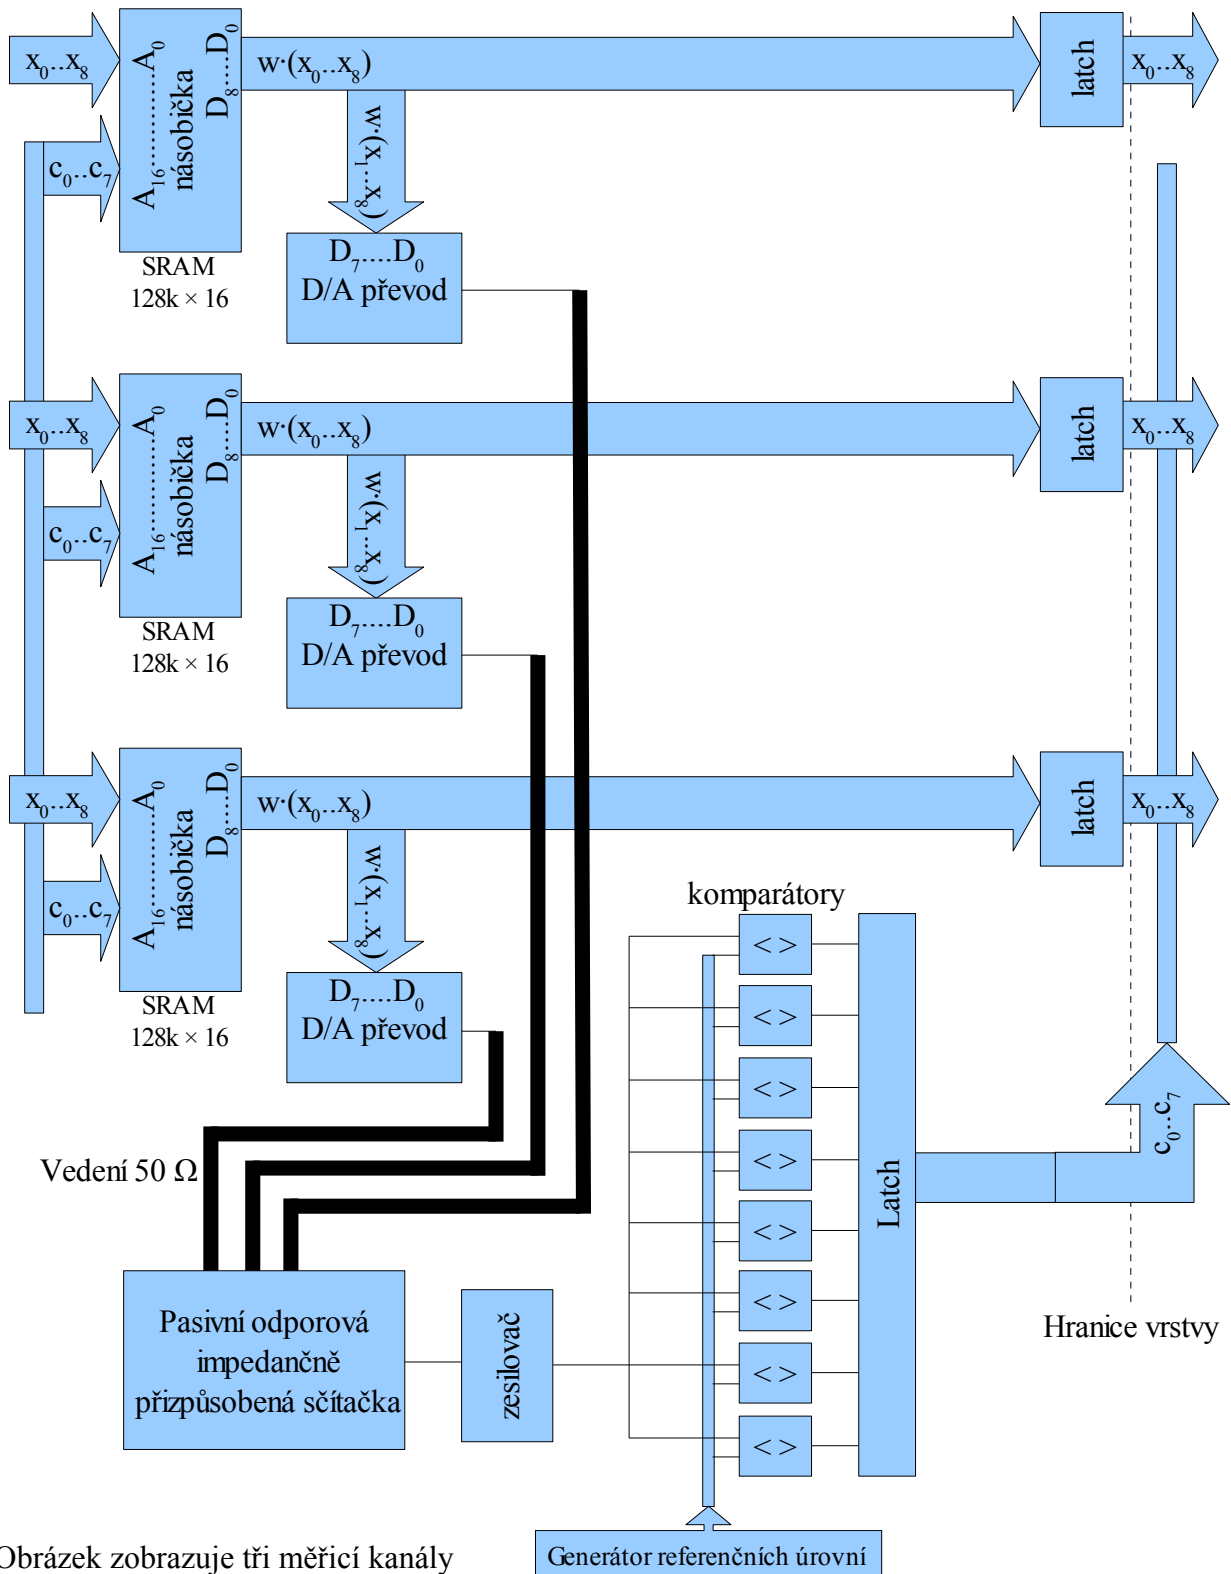 x₀..x₈
A₁₆............A₀
násobička
D₈.....D₀
w·(x₀..x₈)
latch
x₀..x₈
c₀..c₇
w·(x₁...x₈)
D₇....D₀
D/A převod
SRAM
128k × 16
x₀..x₈
A₁₆............A₀
násobička
D₈.....D₀
w·(x₀..x₈)
latch
x₀..x₈
c₀..c₇
w·(x₁...x₈)
D₇....D₀
D/A převod
SRAM
128k × 16
x₀..x₈
A₁₆............A₀
násobička
D₈.....D₀
w·(x₀..x₈)
latch
x₀..x₈
c₀..c₇
w·(x₁...x₈)
D₇....D₀
D/A převod
SRAM
128k × 16
komparátory
< >
< >
< >
< >
< >
< >
< >
< >
Latch
c₀..c₇
Vedení 50 Ω
Pasivní odporová
impedančně
přizpůsobená sčítačka
zesilovač
Hranice vrstvy
Obrázek zobrazuje tři měřicí kanály
Generátor referenčních úrovní